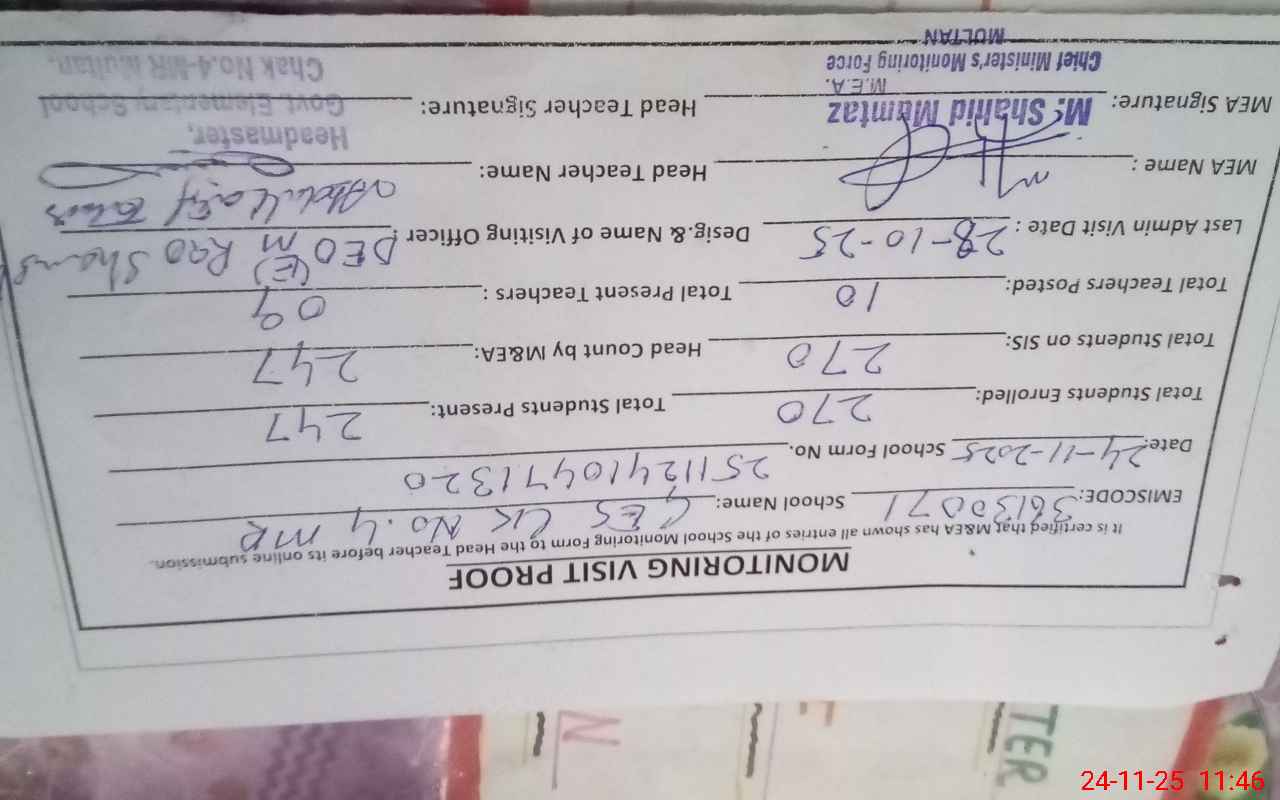 MONITORING VISIT PROOF
It is certified that M&EA has shown all entries of the School Monitoring Form to the Head Teacher before its online submission.
EMISCODE: 36130071 School Name: GES CK No. 4 MR
Date: 24-11-2025 School Form No. 25112410471320
Total Students Enrolled: 270 Total Students Present: 247
Total Students on SIS: 270 Head Count by M&EA: 247
Total Teachers Posted: 10 Total Present Teachers : 09
Last Admin Visit Date : 28-10-25 Desig.& Name of Visiting Officer : DEO (E) M Rao Shams
MEA Name : Head Teacher Name: Abdul
MEA Signature: Head Teacher Signature:
M. Shahid Mumtaz
M.E.A.
Chief Minister's Monitoring Force
MULTAN
Headmaster,
Govt. Elementary School
Chak No.4-MR Multan.
TER
N
24-11-25 11:46